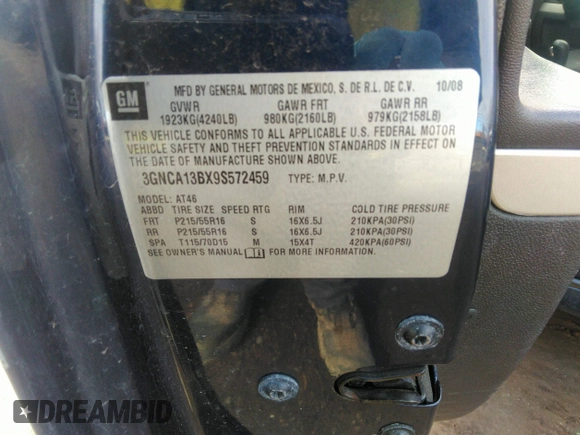 GM
MFD BY GENERAL MOTORS DE MEXICO, S. DE R.L. DE C.V. 10/08
GVWR GAWR FRT GAWR RR
1923KG(4240LB) 980KG(2160LB) 979KG(2158LB)
THIS VEHICLE CONFORMS TO ALL APPLICABLE U.S. FEDERAL MOTOR
VEHICLE SAFETY AND THEFT PREVENTION STANDARDS IN EFFECT ON
THE DATE OF MANUFACTURE SHOWN ABOVE.
3GNCA13BX9S572459 TYPE: M.P.V.
MODEL: AT46
ABBD TIRE SIZE SPEED RTG RIM COLD TIRE PRESSURE
FRT P215/55R16 S 16X6.5J 210KPA(30PSI)
RR P215/55R16 S 16X6.5J 210KPA(30PSI)
SPA T115/70D15 M 15X4T 420KPA(60PSI)
SEE OWNER'S MANUAL FOR MORE INFORMATION.
DREAMBID